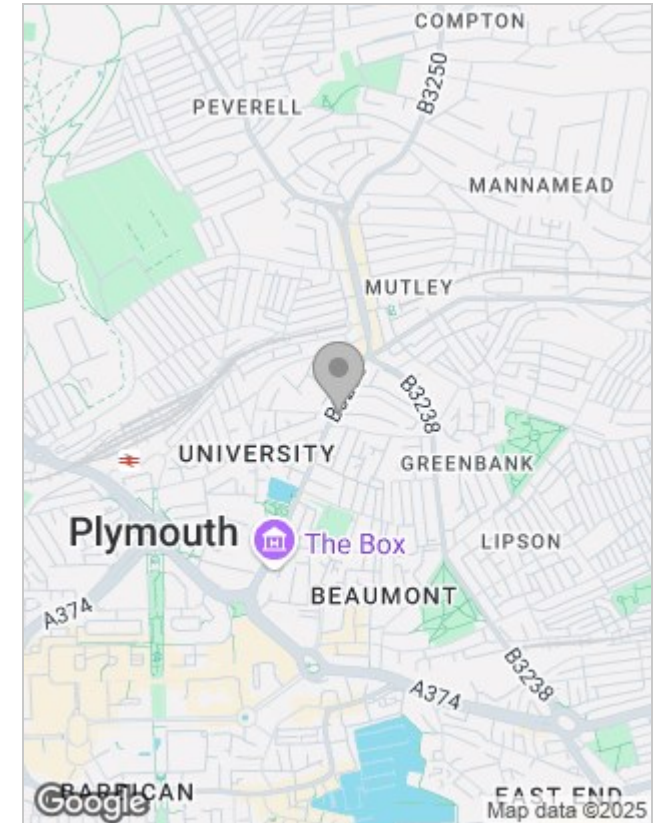 COMPTON
B3250
PEVERELL
MANNAMEAD
MUTLEY
B3238
UNIVERSITY
GREENBANK
Plymouth
The Box
LIPSON
BEAUMONT
A374
B3238
A374
BARBICAN
EAST END
Google
Map data ©2025